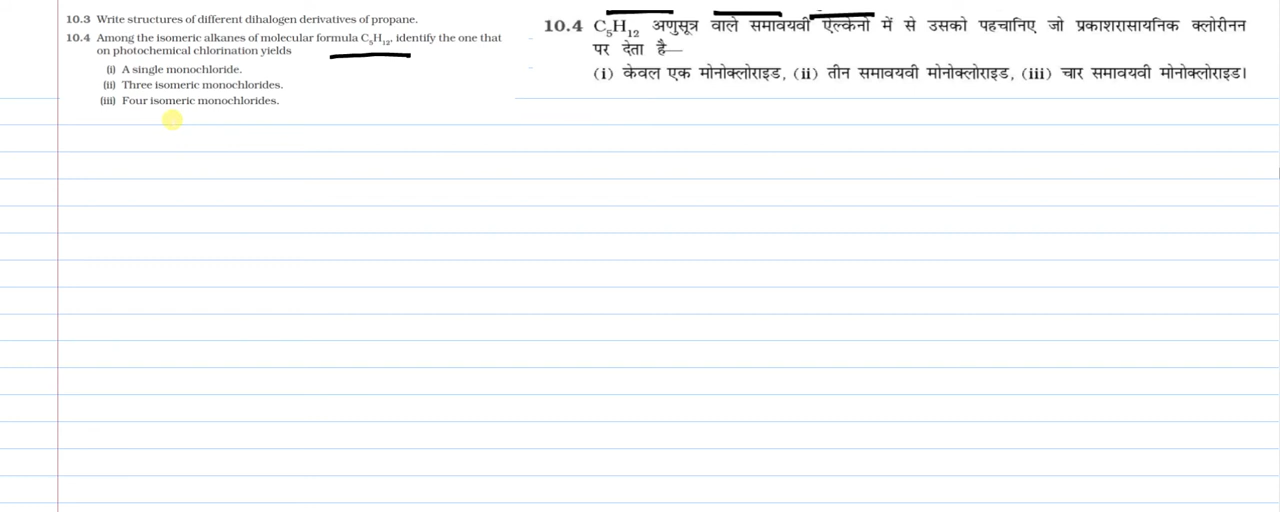 10.3 Write structures of different dihalogen derivatives of propane.
10.4 Among the isomeric alkanes of molecular formula C₅H₁₂, identify the one that
on photochemical chlorination yields
(i) A single monochloride.
(ii) Three isomeric monochlorides.
(iii) Four isomeric monochlorides.
10.4 C₅H₁₂ अणुसूत्र वाले समावयवी ऐल्केनों में से उसको पहचानिए जो प्रकाशरासायनिक क्लोरीनन
पर देता है—
(i) केवल एक मोनोक्लोराइड, (ii) तीन समावयवी मोनोक्लोराइड, (iii) चार समावयवी मोनोक्लोराइड।